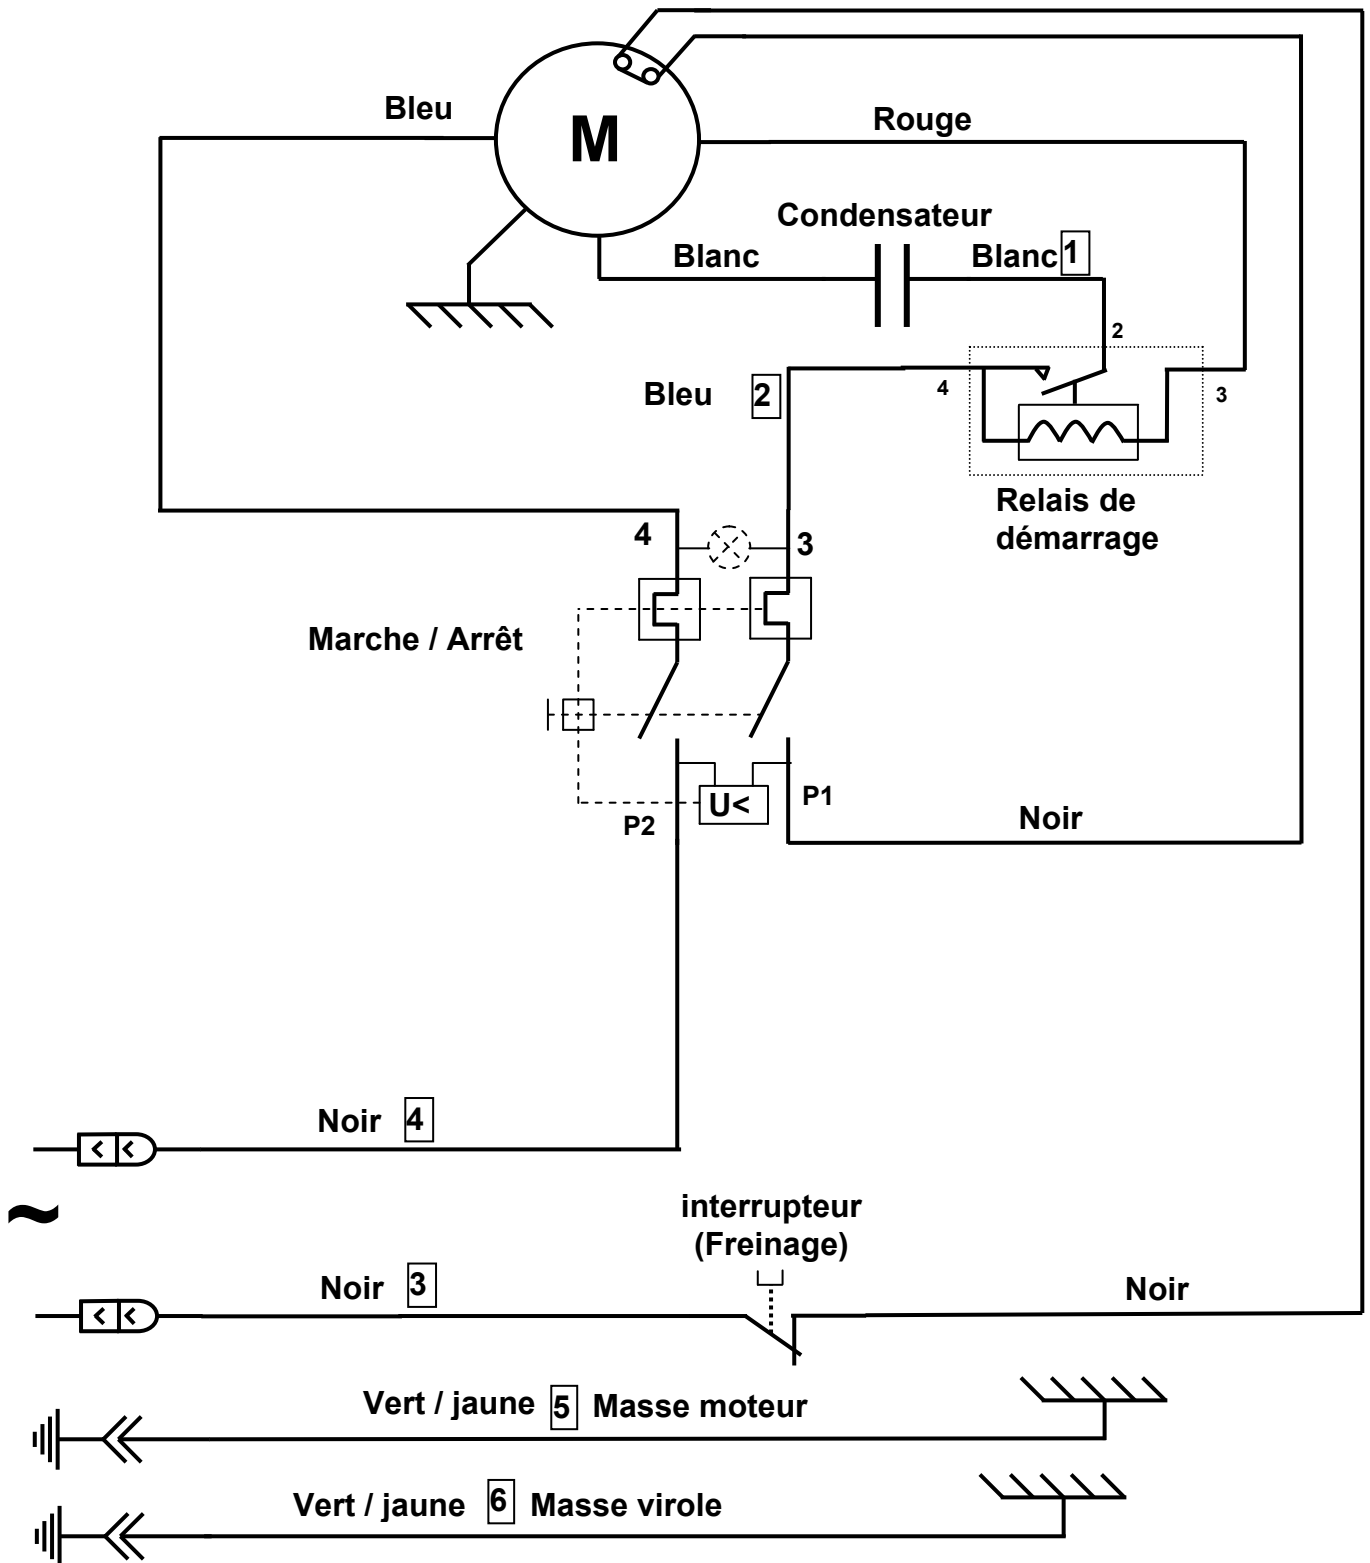 Bleu
M
Rouge
Condensateur
Blanc
Blanc 1
2
Bleu 2
4
3
Relais de
démarrage
4
3
Marche / Arrêt
U<
P1
P2
Noir
Noir 4
~
interrupteur
(Freinage)
Noir 3
Noir
Vert / jaune 5 Masse moteur
Vert / jaune 6 Masse virole